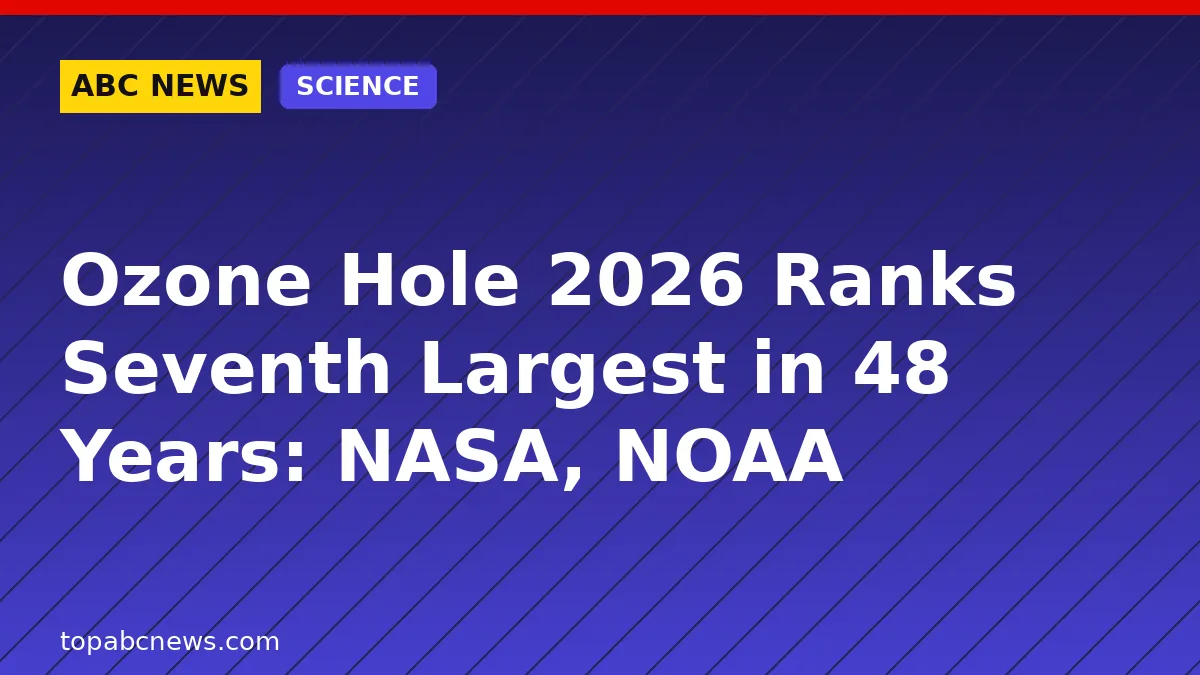 ABC NEWS
SCIENCE
Ozone Hole 2026 Ranks
Seventh Largest in 48
Years: NASA, NOAA
topabcnews.com